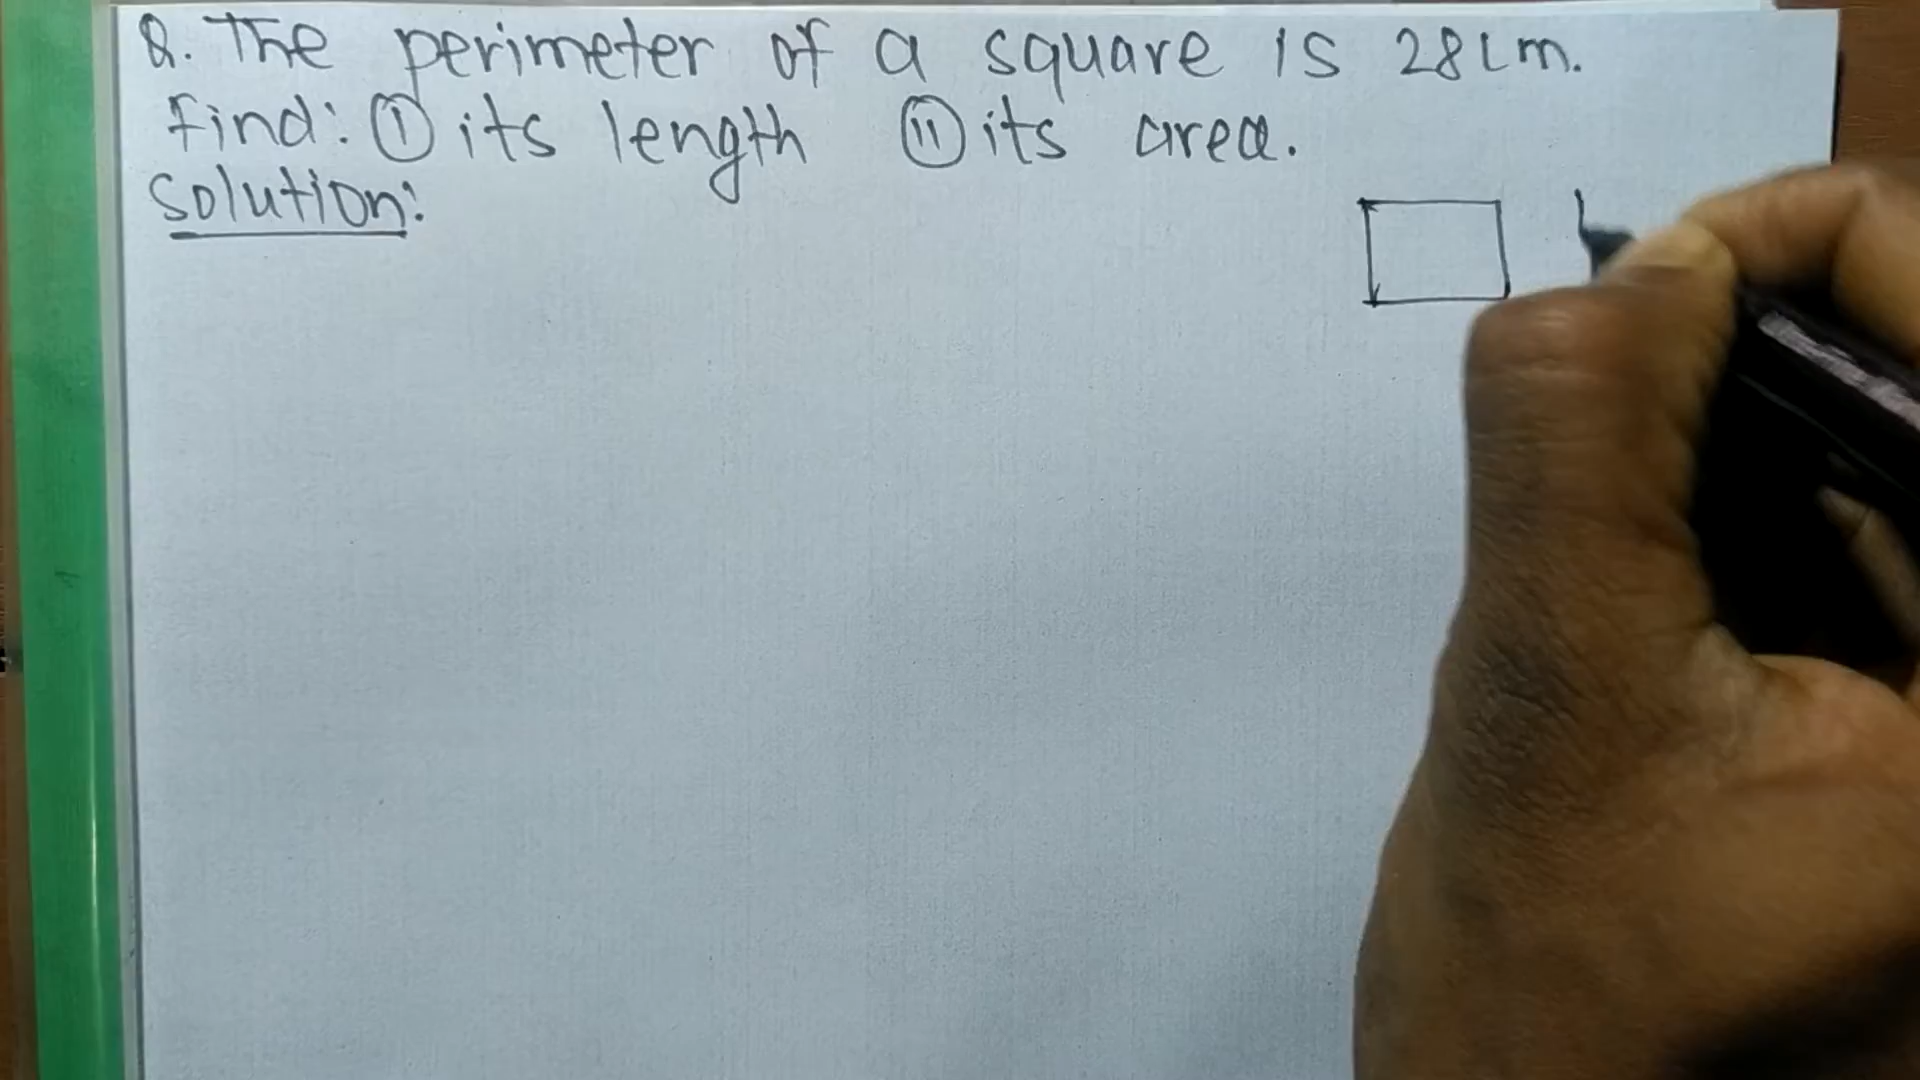 Q. The perimeter of a square is 28cm.
Find: (I) its length (II) its area.
Solution: